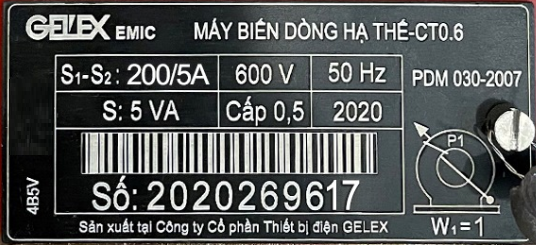 GELEX EMIC MÁY BIẾN DÒNG HẠ THẾ-CT0.6
S1-S2: 200/5A 600 V 50 Hz PDM 030-2007
S: 5 VA Cấp 0,5 2020
P1
4B5V
Số: 2020269617
W1=1
Sản xuất tại Công ty Cổ phần Thiết bị điện GELEX